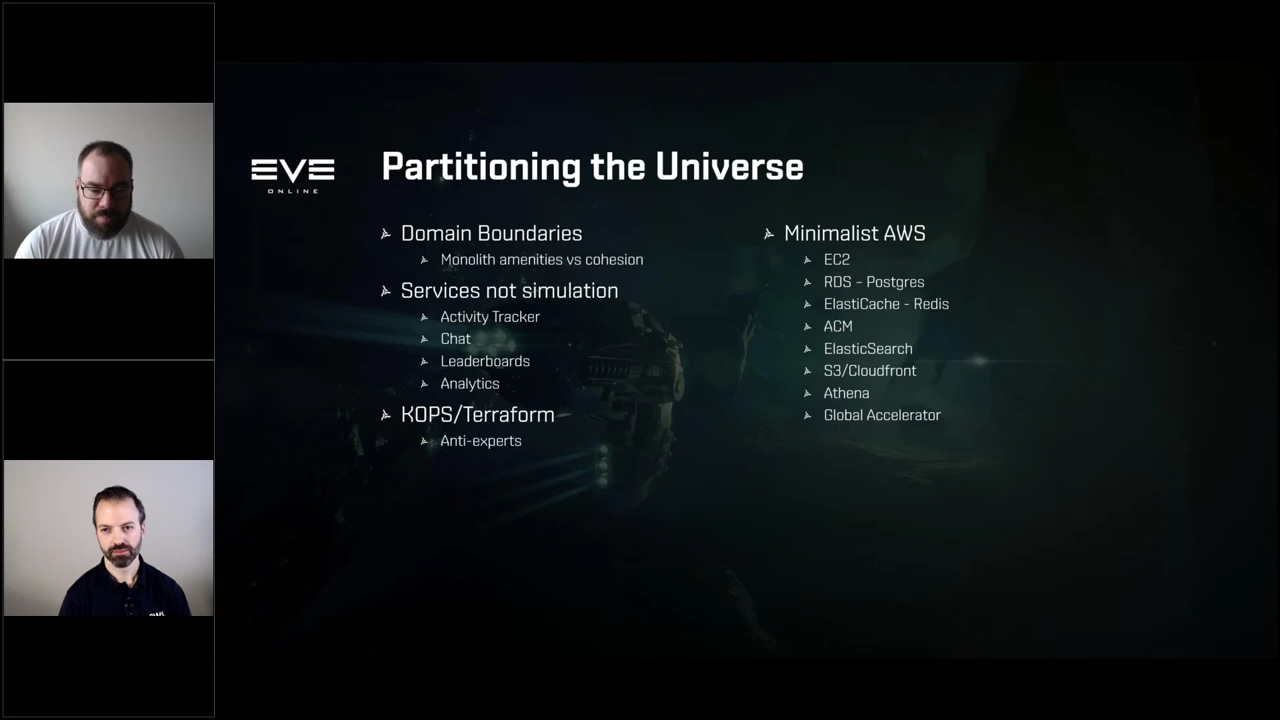 EVE
ONLINE
Partitioning the Universe
Domain Boundaries
Monolith amenities vs cohesion
Services not simulation
Activity Tracker
Chat
Leaderboards
Analytics
KOPS/Terraform
Anti-experts
Minimalist AWS
EC2
RDS - Postgres
ElastiCache - Redis
ACM
ElasticSearch
S3/Cloudfront
Athena
Global Accelerator